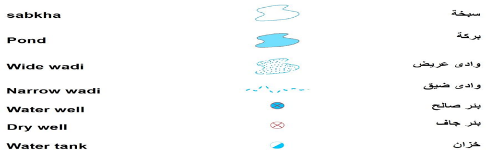 sabkha سبخة
Pond بركة
Wide wadi وادى عريض
Narrow wadi وادى ضيق
Water well بئر صالح
Dry well بئر جاف
Water tank خزان